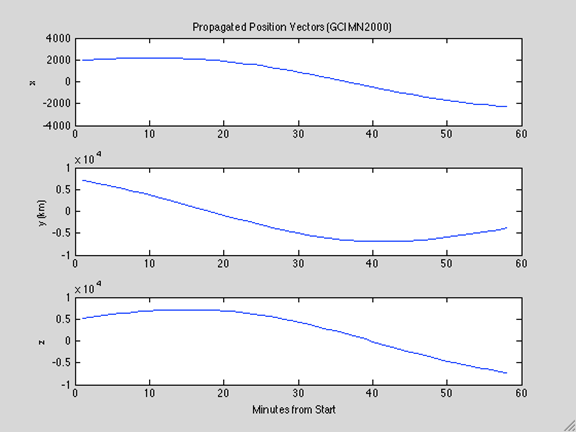 Propagated Position Vectors (GCI MN2000)
4000
2000
0
-2000
-4000
x
0 10 20 30 40 50 60
x 10 4
1
0.5
0
-0.5
-1
y (km)
0 10 20 30 40 50 60
x 10 4
1
0.5
0
-0.5
-1
z
0 10 20 30 40 50 60
Minutes from Start